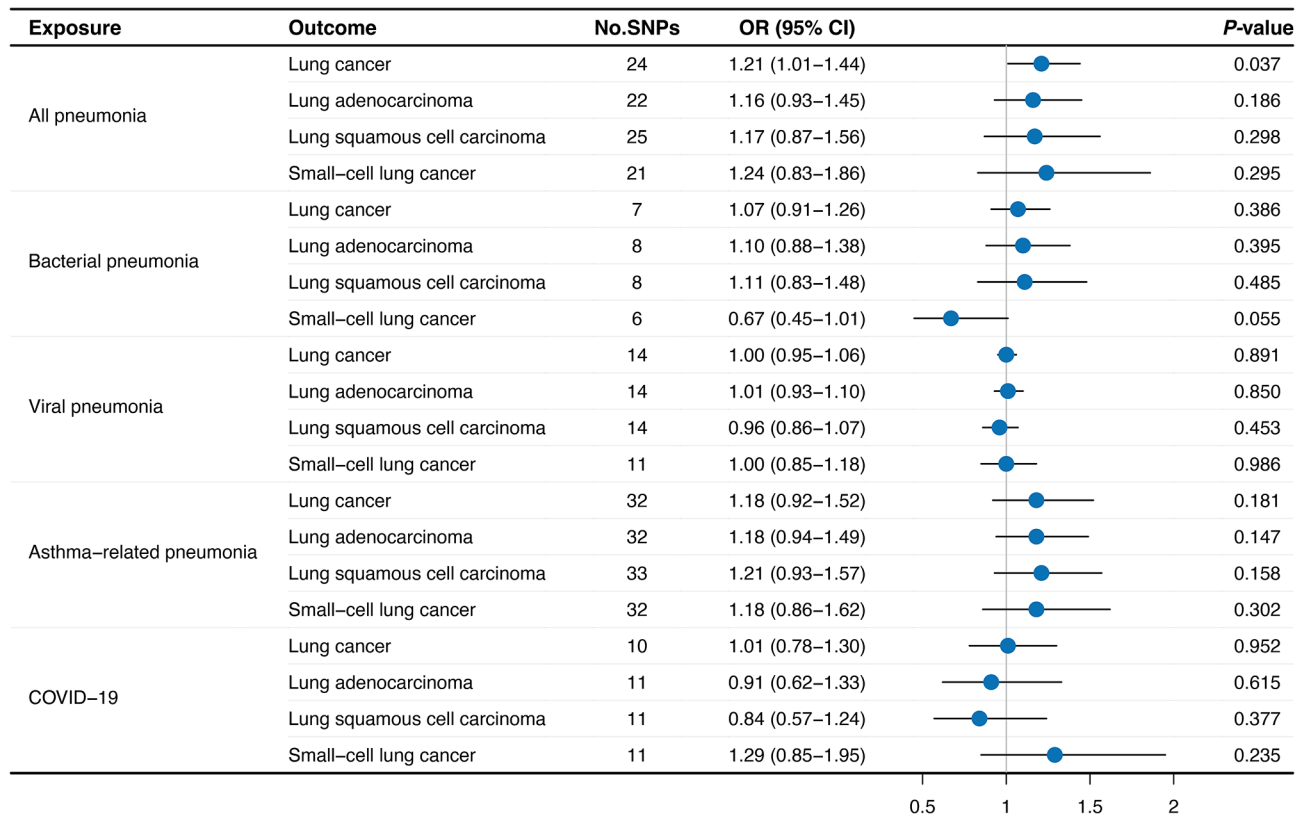 Exposure Outcome No.SNPs OR (95% CI) P-value
All pneumonia
Lung cancer 24 1.21 (1.01–1.44) 0.037
Lung adenocarcinoma 22 1.16 (0.93–1.45) 0.186
Lung squamous cell carcinoma 25 1.17 (0.87–1.56) 0.298
Small–cell lung cancer 21 1.24 (0.83–1.86) 0.295
Bacterial pneumonia
Lung cancer 7 1.07 (0.91–1.26) 0.386
Lung adenocarcinoma 8 1.10 (0.88–1.38) 0.395
Lung squamous cell carcinoma 8 1.11 (0.83–1.48) 0.485
Small–cell lung cancer 6 0.67 (0.45–1.01) 0.055
Viral pneumonia
Lung cancer 14 1.00 (0.95–1.06) 0.891
Lung adenocarcinoma 14 1.01 (0.93–1.10) 0.850
Lung squamous cell carcinoma 14 0.96 (0.86–1.07) 0.453
Small–cell lung cancer 11 1.00 (0.85–1.18) 0.986
Asthma–related pneumonia
Lung cancer 32 1.18 (0.92–1.52) 0.181
Lung adenocarcinoma 32 1.18 (0.94–1.49) 0.147
Lung squamous cell carcinoma 33 1.21 (0.93–1.57) 0.158
Small–cell lung cancer 32 1.18 (0.86–1.62) 0.302
COVID–19
Lung cancer 10 1.01 (0.78–1.30) 0.952
Lung adenocarcinoma 11 0.91 (0.62–1.33) 0.615
Lung squamous cell carcinoma 11 0.84 (0.57–1.24) 0.377
Small–cell lung cancer 11 1.29 (0.85–1.95) 0.235
0.5 1 1.5 2